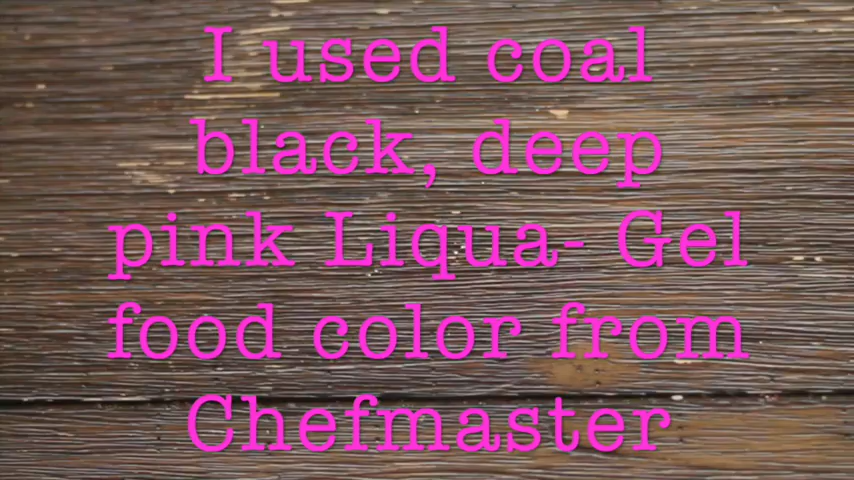 I used coal
black, deep
pink Liqua- Gel
food color from
Chefmaster